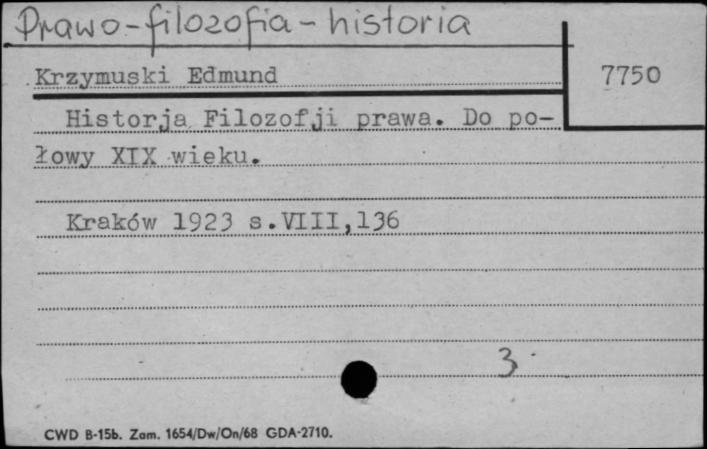 Prawo-filozofia-historia
Krzymuski Edmund
7750
Historja Filozofji prawa. Do po-
łowy XIX wieku.
Kraków 1923 s.VIII,136
3
CWD B-15b. Zam. 1654/Dw/On/68 GDA-2710.